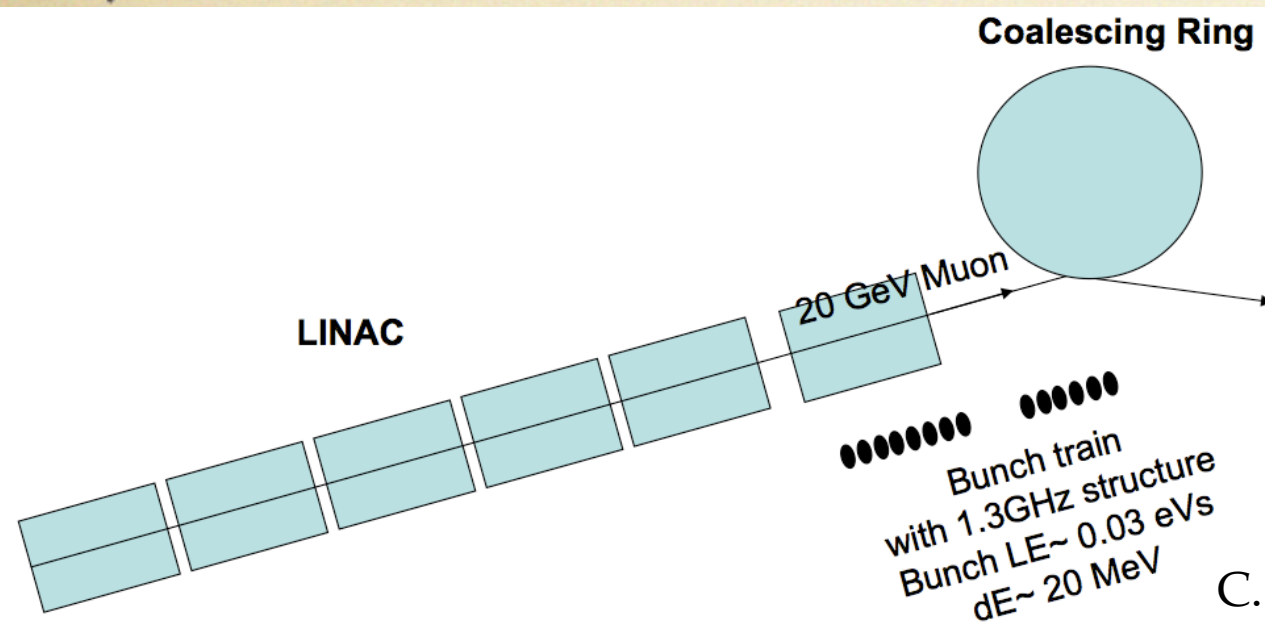 Coalescing Ring
20 GeV Muon
LINAC
Bunch train
with 1.3GHz structure
Bunch LE~ 0.03 eVs
dE~ 20 MeV
C.